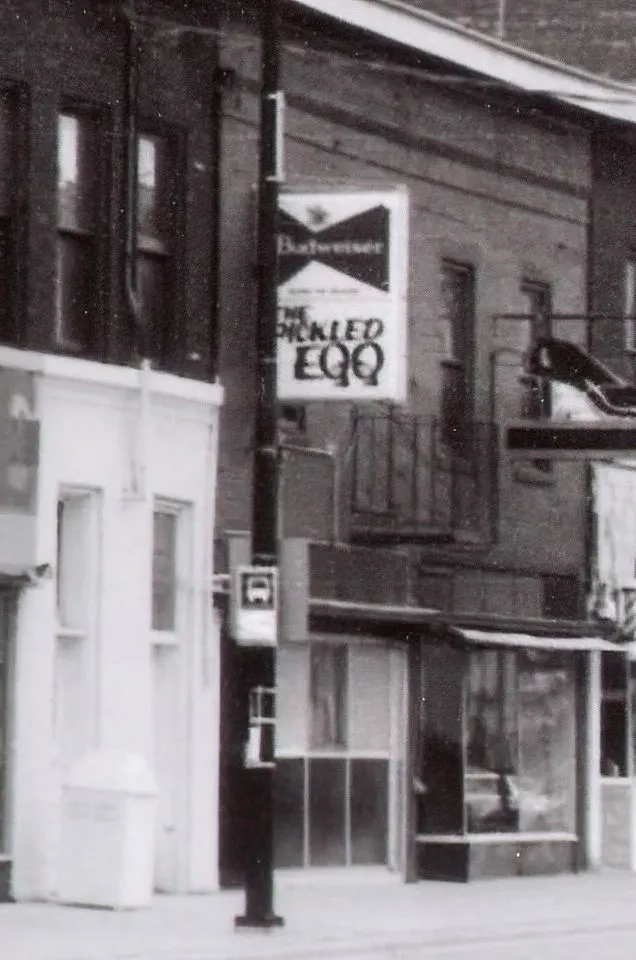 Budweiser
THE
PICKLED
EGG